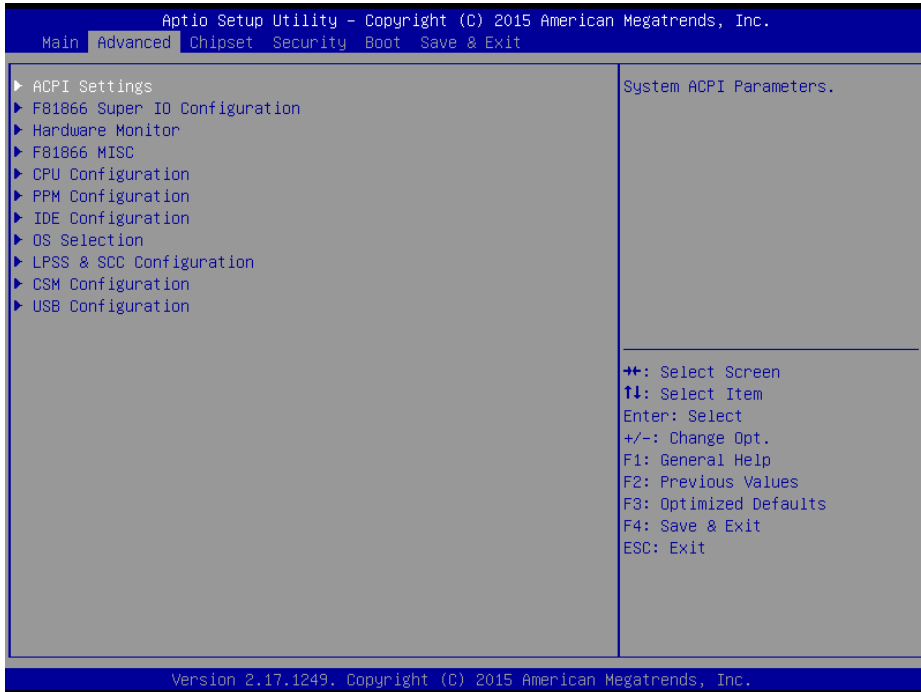 Aptio Setup Utility – Copyright (C) 2015 American Megatrends, Inc.
Main Advanced Chipset Security Boot Save & Exit
▶ ACPI Settings
▶ F81866 Super IO Configuration
▶ Hardware Monitor
▶ F81866 MISC
▶ CPU Configuration
▶ PPM Configuration
▶ IDE Configuration
▶ OS Selection
▶ LPSS & SCC Configuration
▶ CSM Configuration
▶ USB Configuration
System ACPI Parameters.
→←: Select Screen
↑↓: Select Item
Enter: Select
+/-: Change Opt.
F1: General Help
F2: Previous Values
F3: Optimized Defaults
F4: Save & Exit
ESC: Exit
Version 2.17.1249. Copyright (C) 2015 American Megatrends, Inc.